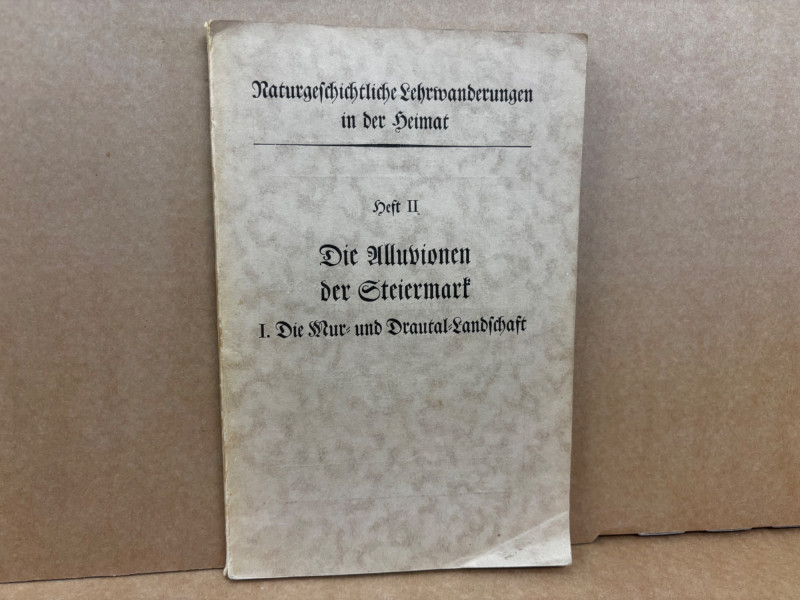 Naturgeschichtliche Lehrwanderungen
in der Heimat
Heft II.
Die Alluvionen
der Steiermark
I. Die Mur- und Drautal-Landschaft